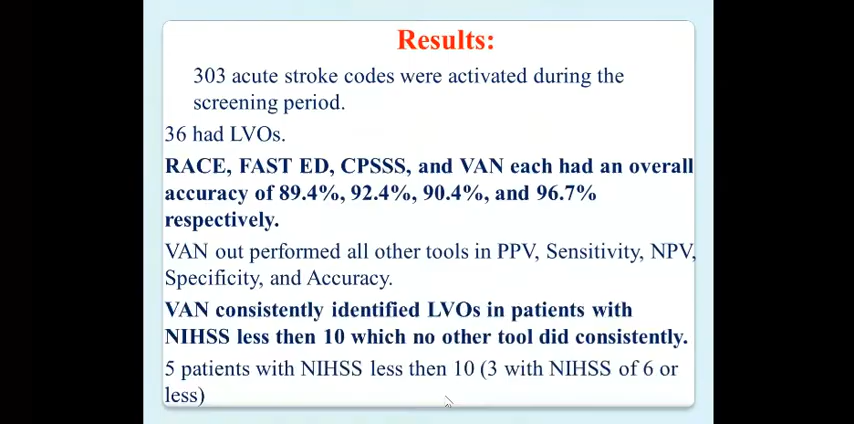 Results:
303 acute stroke codes were activated during the
screening period.
36 had LVOs.
RACE, FAST ED, CPSSS, and VAN each had an overall
accuracy of 89.4%, 92.4%, 90.4%, and 96.7%
respectively.
VAN out performed all other tools in PPV, Sensitivity, NPV,
Specificity, and Accuracy.
VAN consistently identified LVOs in patients with
NIHSS less then 10 which no other tool did consistently.
5 patients with NIHSS less then 10 (3 with NIHSS of 6 or
less)